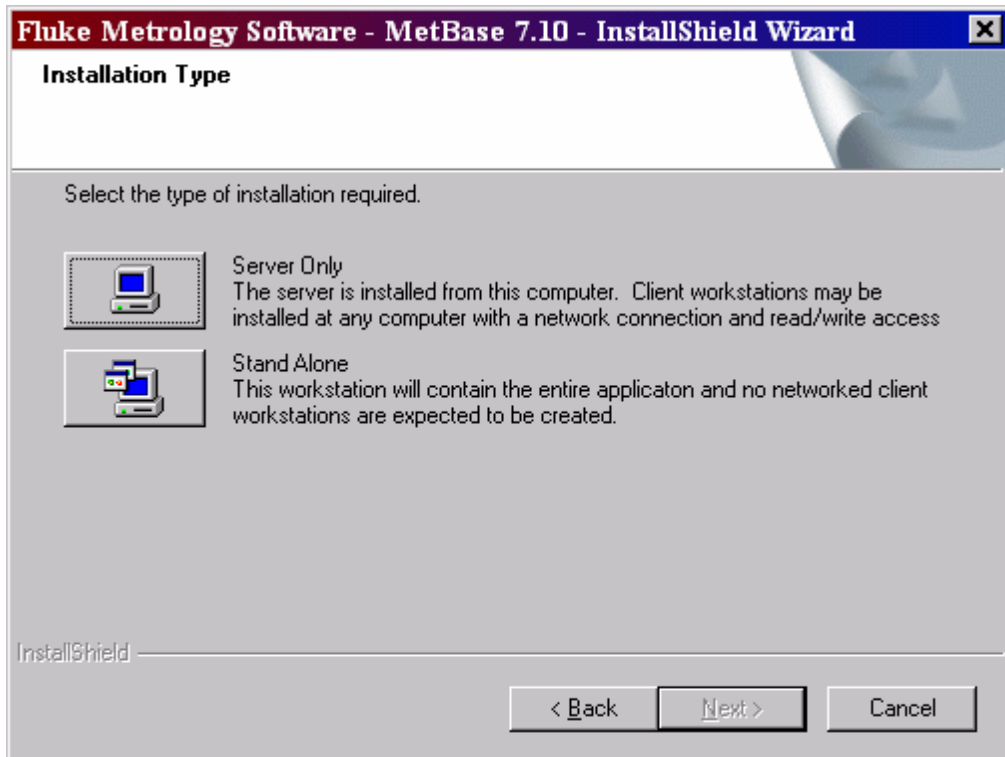 Fluke Metrology Software - MetBase 7.10 - InstallShield Wizard
Installation Type
Select the type of installation required.
Server Only
The server is installed from this computer.  Client workstations may be
installed at any computer with a network connection and read/write access
Stand Alone
This workstation will contain the entire applicaton and no networked client
workstations are expected to be created.
InstallShield
< Back
Next >
Cancel